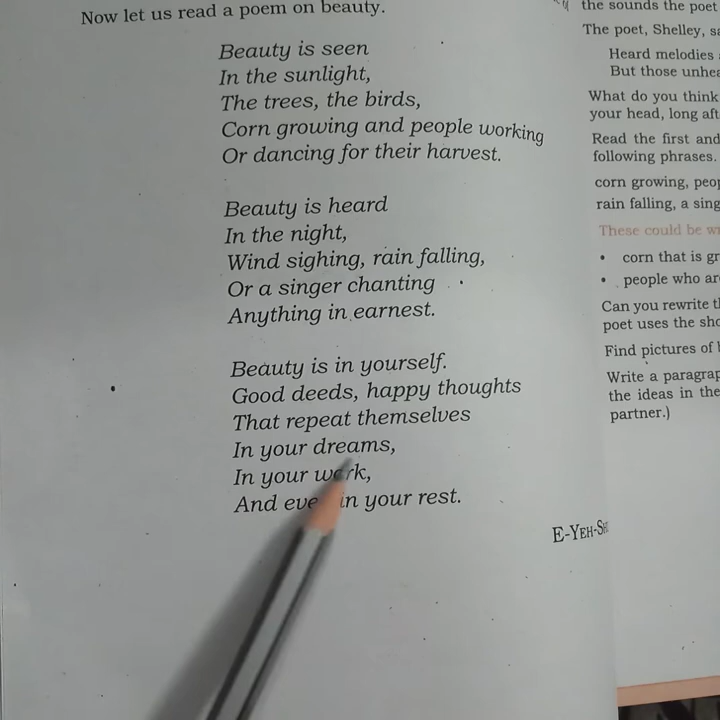 Now let us read a poem on beauty.
Beauty is seen
In the sunlight,
The trees, the birds,
Corn growing and people working
Or dancing for their harvest.
Beauty is heard
In the night,
Wind sighing, rain falling,
Or a singer chanting
Anything in earnest.
Beauty is in yourself.
Good deeds, happy thoughts
That repeat themselves
In your dreams,
In your work,
And even in your rest.
E-YEH-
the sounds the poet
The poet, Shelley,
Heard melodies
But those
What do you think
your head, long
Read the first and
following phrases.
corn growing,
rain falling, a
These could be
• corn that is
• people who
Can you rewrite
poet uses the
Find pictures of
Write a
the ideas in the
partner.)